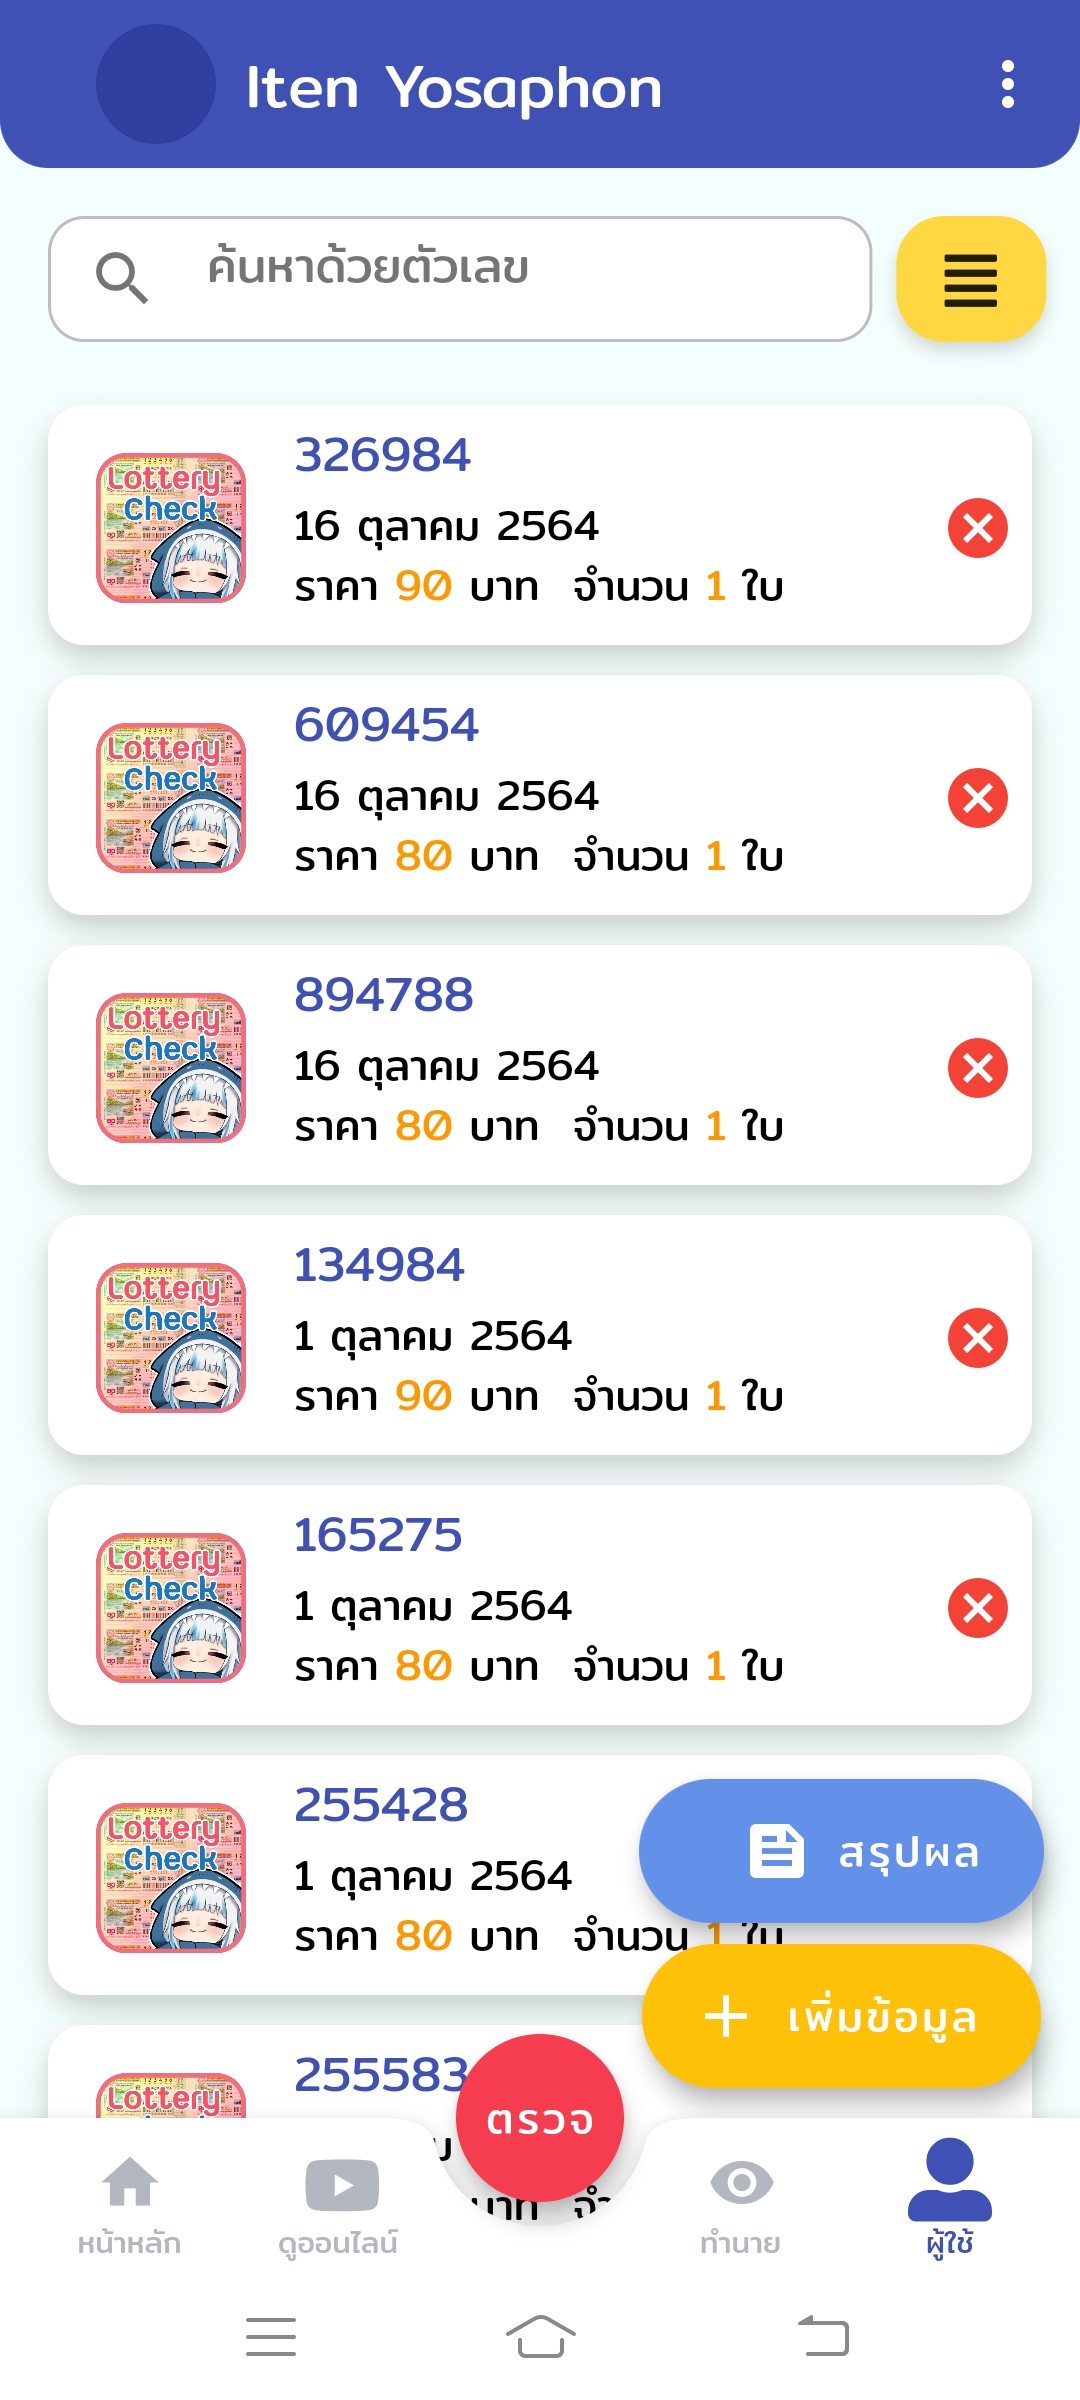 Iten Yosaphon
ค้นหาด้วยตัวเลข
Lottery
Check
326984
16 ตุลาคม 2564
ราคา 90 บาท จำนวน 1 ใบ
Lottery
Check
609454
16 ตุลาคม 2564
ราคา 80 บาท จำนวน 1 ใบ
Lottery
Check
894788
16 ตุลาคม 2564
ราคา 80 บาท จำนวน 1 ใบ
Lottery
Check
134984
1 ตุลาคม 2564
ราคา 90 บาท จำนวน 1 ใบ
Lottery
Check
165275
1 ตุลาคม 2564
ราคา 80 บาท จำนวน 1 ใบ
Lottery
Check
255428
1 ตุลาคม 2564
ราคา 80 บาท จำนวน 1 ใบ
สรุปผล
เพิ่มข้อมูล
Lottery
255583
ตรวจ
หน้าหลัก
ดูออนไลน์
ทำนาย
ผู้ใช้